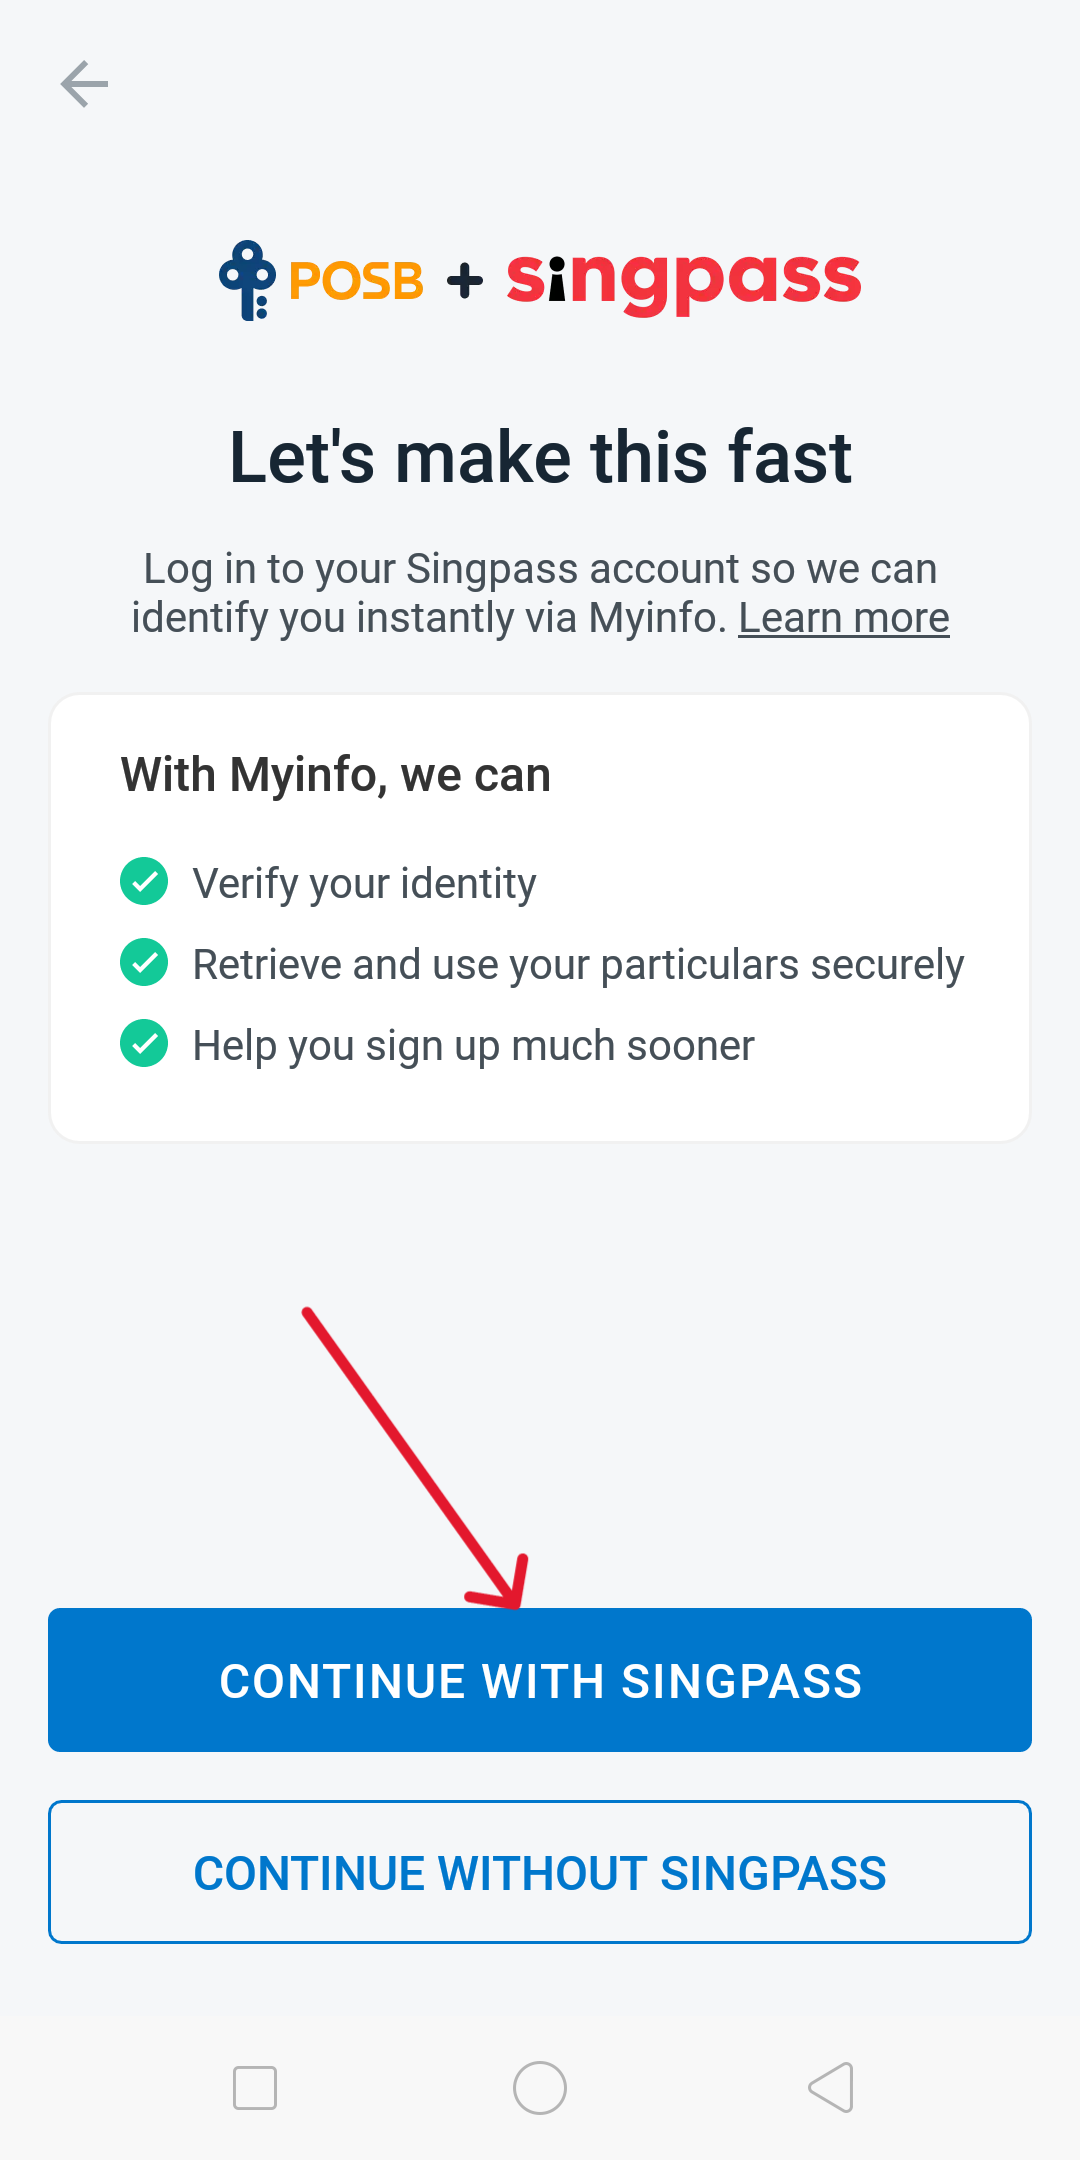 POSB + singpass
Let's make this fast
Log in to your Singpass account so we can
identify you instantly via Myinfo. Learn more
With Myinfo, we can
Verify your identity
Retrieve and use your particulars securely
Help you sign up much sooner
CONTINUE WITH SINGPASS
CONTINUE WITHOUT SINGPASS